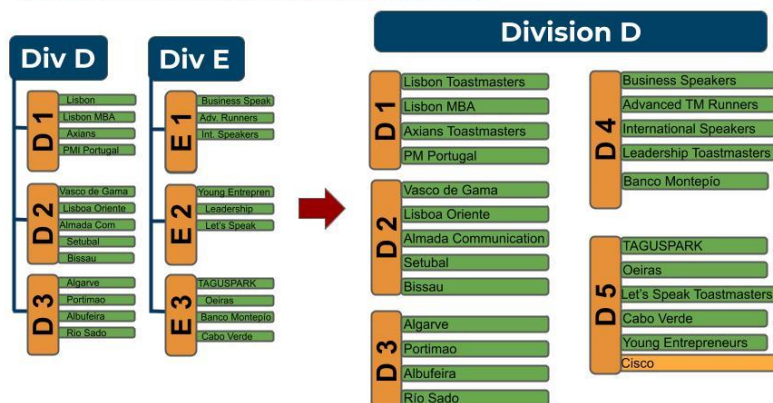 Div D
D 1
Lisbon
Lisbon MBA
Axians
PMI Portugal
D 2
Vasco de Gama
Lisboa Oriente
Almada Com
Setubal
Bissau
D 3
Algarve
Portimao
Albufeira
Rio Sado
Div E
E 1
Business Speak
Adv. Runners
Int. Speakers
E 2
Young Entrepren
Leadership
Let's Speak
E 3
TAGUSPARK
Oeiras
Banco Montepío
Cabo Verde
Division D
D 1
Lisbon Toastmasters
Lisbon MBA
Axians Toastmasters
PM Portugal
D 2
Vasco de Gama
Lisboa Oriente
Almada Communication
Setubal
Bissau
D 3
Algarve
Portimao
Albufeira
Río Sado
D 4
Business Speakers
Advanced TM Runners
International Speakers
Leadership Toastmasters
Banco Montepío
D 5
TAGUSPARK
Oeiras
Let's Speak Toastmasters
Cabo Verde
Young Entrepreneurs
Cisco